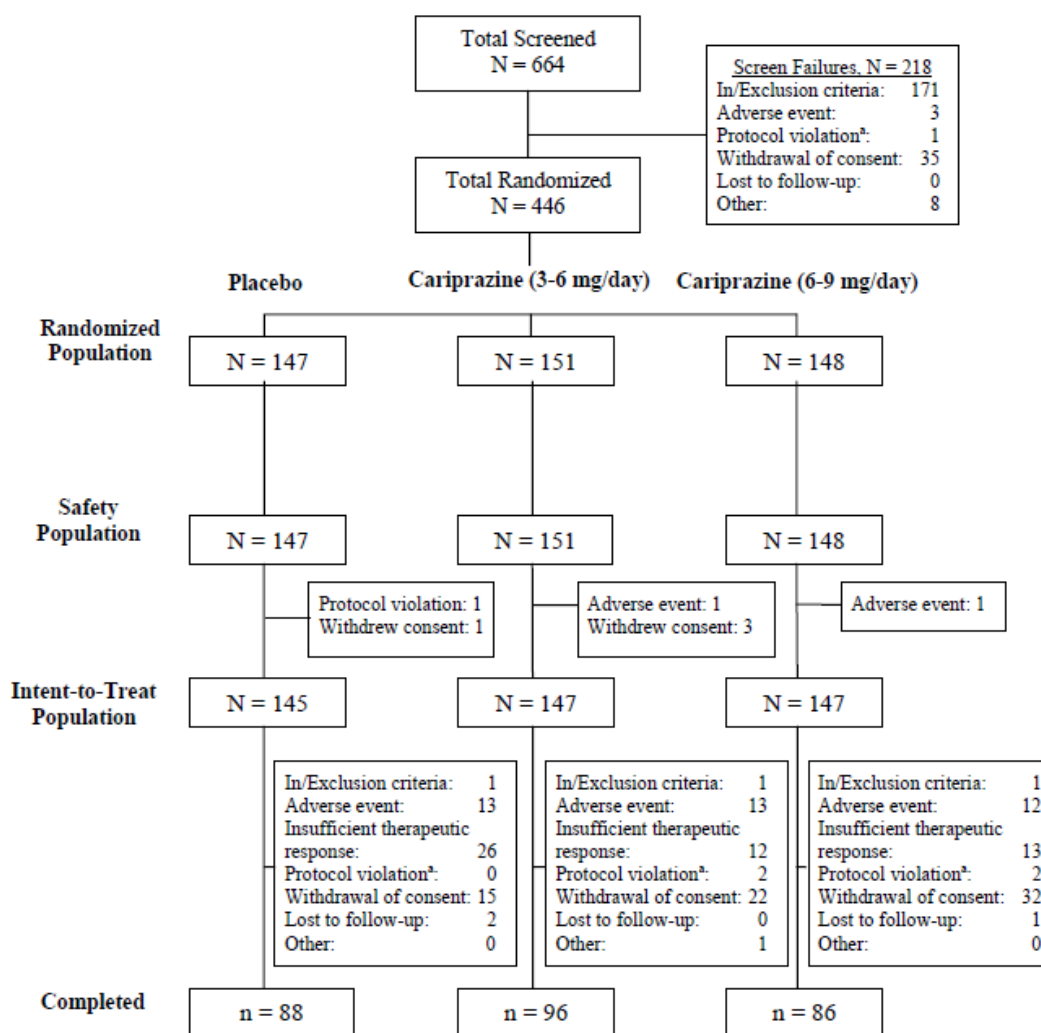 Total Screened
N = 664
Screen Failures, N = 218
In/Exclusion criteria: 171
Adverse event: 3
Protocol violationᵃ: 1
Withdrawal of consent: 35
Lost to follow-up: 0
Other: 8
Total Randomized
N = 446
Placebo
Cariprazine (3-6 mg/day)
Cariprazine (6-9 mg/day)
Randomized
Population
N = 147
N = 151
N = 148
Safety
Population
N = 147
N = 151
N = 148
Protocol violation: 1
Withdrew consent: 1
Adverse event: 1
Withdrew consent: 3
Adverse event: 1
Intent-to-Treat
Population
N = 145
N = 147
N = 147
In/Exclusion criteria: 1
Adverse event: 13
Insufficient therapeutic
response: 26
Protocol violationᵃ: 0
Withdrawal of consent: 15
Lost to follow-up: 2
Other: 0
In/Exclusion criteria: 1
Adverse event: 13
Insufficient therapeutic
response: 12
Protocol violationᵃ: 2
Withdrawal of consent: 22
Lost to follow-up: 0
Other: 1
In/Exclusion criteria: 1
Adverse event: 12
Insufficient therapeutic
response: 13
Protocol violationᵃ: 2
Withdrawal of consent: 32
Lost to follow-up: 1
Other: 0
Completed
n = 88
n = 96
n = 86